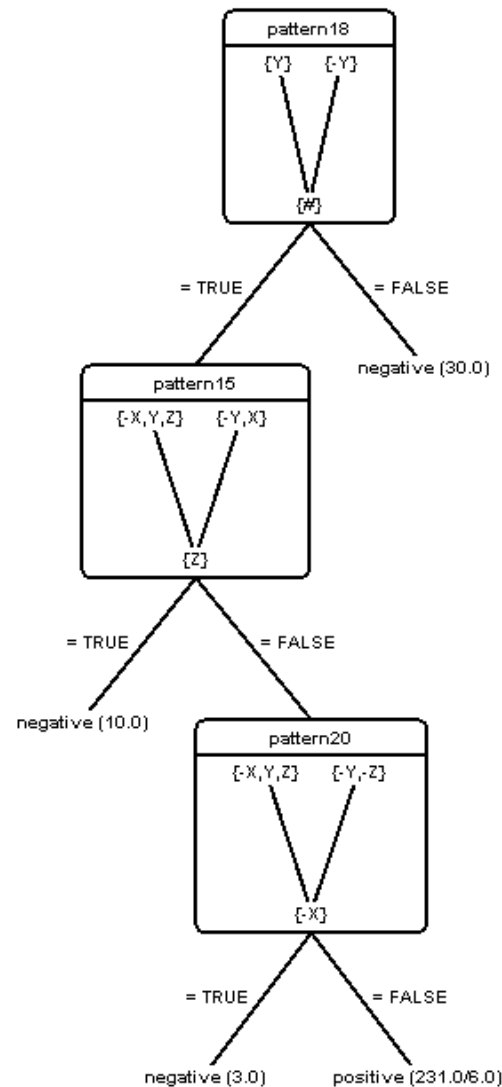 pattern18
{Y} {-Y}
{#}
= TRUE = FALSE
negative (30.0)
pattern15
{-X,Y,Z} {-Y,X}
{Z}
= TRUE = FALSE
negative (10.0)
pattern20
{-X,Y,Z} {-Y,-Z}
{-X}
= TRUE = FALSE
negative (3.0) positive (231.0/6.0)